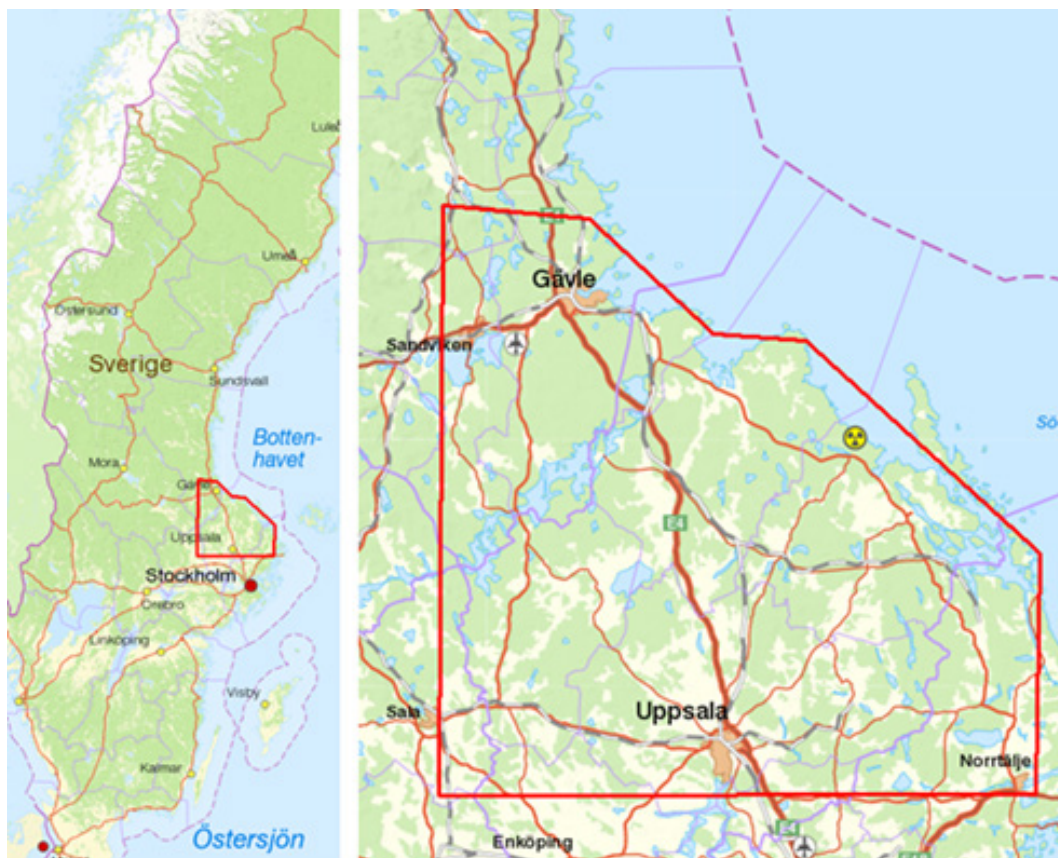 Luleå
Umeå
Östersund
Sverige
Sundsvall
Botten-
havet
Mora
Uppsala
Stockholm
Örebro
Linköping
Visby
Kalmar
Östersjön
E4
Gävle
Sandviken
E4
Sala
Uppsala
Norrtälje
Enköping
E4